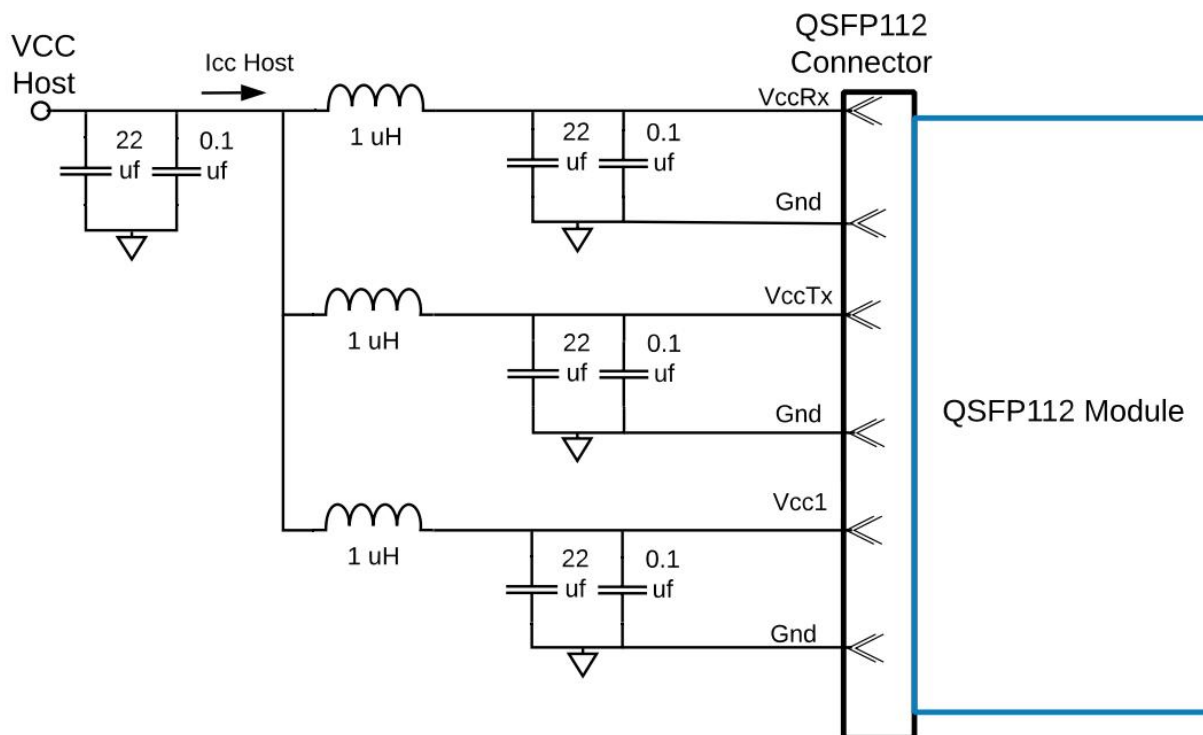 QSFP112
Connector
VCC
Host
Icc Host
VccRx
22
uf
0.1
uf
1 uH
22
uf
0.1
uf
Gnd
VccTx
1 uH
22
uf
0.1
uf
Gnd
QSFP112 Module
Vcc1
1 uH
22
uf
0.1
uf
Gnd